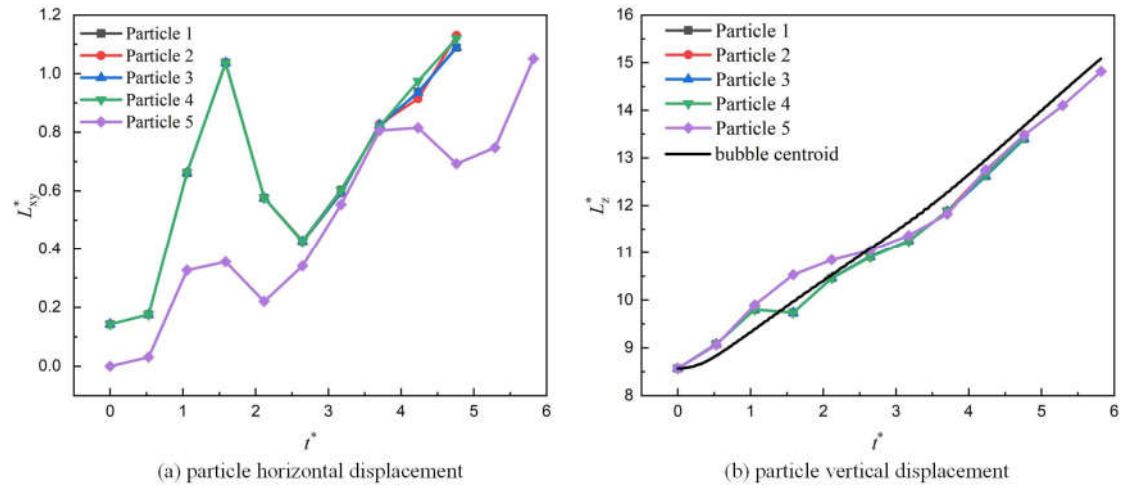 1.2
1.0
0.8
0.6
0.4
0.2
0.0
L*xy
Particle 1
Particle 2
Particle 3
Particle 4
Particle 5
0 1 2 3 4 5 6
t*
(a) particle horizontal displacement
16
15
14
13
12
11
10
9
8
L*z
Particle 1
Particle 2
Particle 3
Particle 4
Particle 5
bubble centroid
0 1 2 3 4 5 6
t*
(b) particle vertical displacement